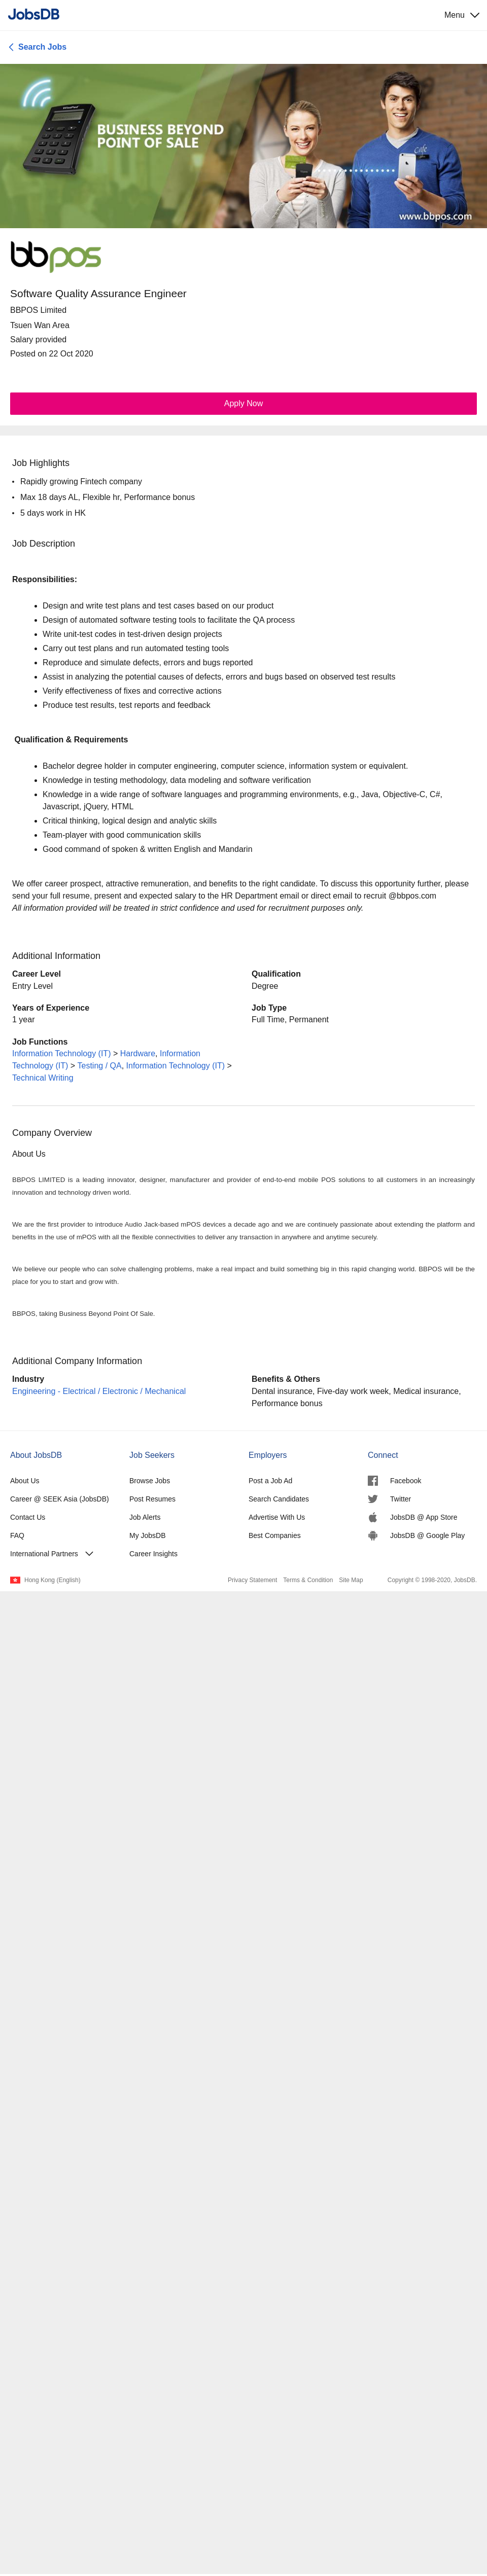 JobsDB
Menu
Search Jobs
BUSINESS BEYOND
POINT OF SALE
www.bbpos.com
bbpos
Software Quality Assurance Engineer
BBPOS Limited
Tsuen Wan Area
Salary provided
Posted on 22 Oct 2020
Apply Now
Job Highlights
• Rapidly growing Fintech company
• Max 18 days AL, Flexible hr, Performance bonus
• 5 days work in HK
Job Description
Responsibilities:
• Design and write test plans and test cases based on our product
• Design of automated software testing tools to facilitate the QA process
• Write unit-test codes in test-driven design projects
• Carry out test plans and run automated testing tools
• Reproduce and simulate defects, errors and bugs reported
• Assist in analyzing the potential causes of defects, errors and bugs based on observed test results
• Verify effectiveness of fixes and corrective actions
• Produce test results, test reports and feedback
Qualification & Requirements
• Bachelor degree holder in computer engineering, computer science, information system or equivalent.
• Knowledge in testing methodology, data modeling and software verification
• Knowledge in a wide range of software languages and programming environments, e.g., Java, Objective-C, C#,
Javascript, jQuery, HTML
• Critical thinking, logical design and analytic skills
• Team-player with good communication skills
• Good command of spoken & written English and Mandarin
We offer career prospect, attractive remuneration, and benefits to the right candidate. To discuss this opportunity further, please
send your full resume, present and expected salary to the HR Department email or direct email to recruit @bbpos.com
All information provided will be treated in strict confidence and used for recruitment purposes only.
Additional Information
Career Level
Entry Level
Qualification
Degree
Years of Experience
1 year
Job Type
Full Time, Permanent
Job Functions
Information Technology (IT) > Hardware, Information
Technology (IT) > Testing / QA, Information Technology (IT) >
Technical Writing
Company Overview
About Us
BBPOS LIMITED is a leading innovator, designer, manufacturer and provider of end-to-end mobile POS solutions to all customers in an increasingly
innovation and technology driven world.
We are the first provider to introduce Audio Jack-based mPOS devices a decade ago and we are continuely passionate about extending the platform and
benefits in the use of mPOS with all the flexible connectivities to deliver any transaction in anywhere and anytime securely.
We believe our people who can solve challenging problems, make a real impact and build something big in this rapid changing world. BBPOS will be the
place for you to start and grow with.
BBPOS, taking Business Beyond Point Of Sale.
Additional Company Information
Industry
Engineering - Electrical / Electronic / Mechanical
Benefits & Others
Dental insurance, Five-day work week, Medical insurance,
Performance bonus
About JobsDB
About Us
Career @ SEEK Asia (JobsDB)
Contact Us
FAQ
International Partners
Job Seekers
Browse Jobs
Post Resumes
Job Alerts
My JobsDB
Career Insights
Employers
Post a Job Ad
Search Candidates
Advertise With Us
Best Companies
Connect
Facebook
Twitter
JobsDB @ App Store
JobsDB @ Google Play
Hong Kong (English)
Privacy Statement Terms & Condition Site Map
Copyright © 1998-2020, JobsDB.